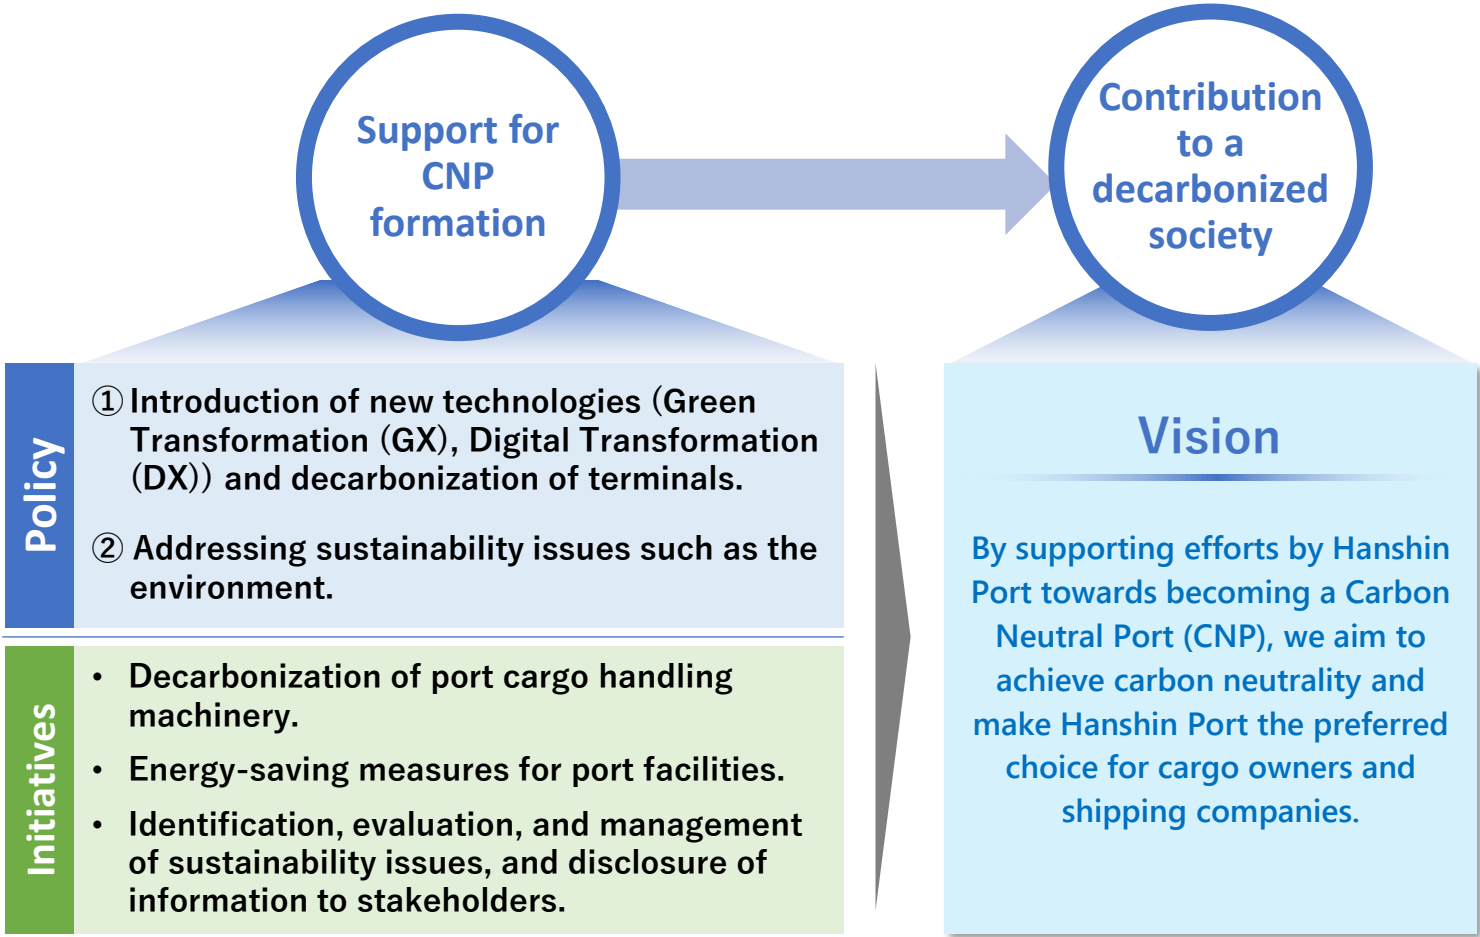 Support for
CNP
formation
Contribution
to a
decarbonized
society
Policy
① Introduction of new technologies (Green
Transformation (GX), Digital Transformation
(DX)) and decarbonization of terminals.
② Addressing sustainability issues such as the
environment.
Initiatives
• Decarbonization of port cargo handling
machinery.
• Energy-saving measures for port facilities.
• Identification, evaluation, and management
of sustainability issues, and disclosure of
information to stakeholders.
Vision
By supporting efforts by Hanshin
Port towards becoming a Carbon
Neutral Port (CNP), we aim to
achieve carbon neutrality and
make Hanshin Port the preferred
choice for cargo owners and
shipping companies.